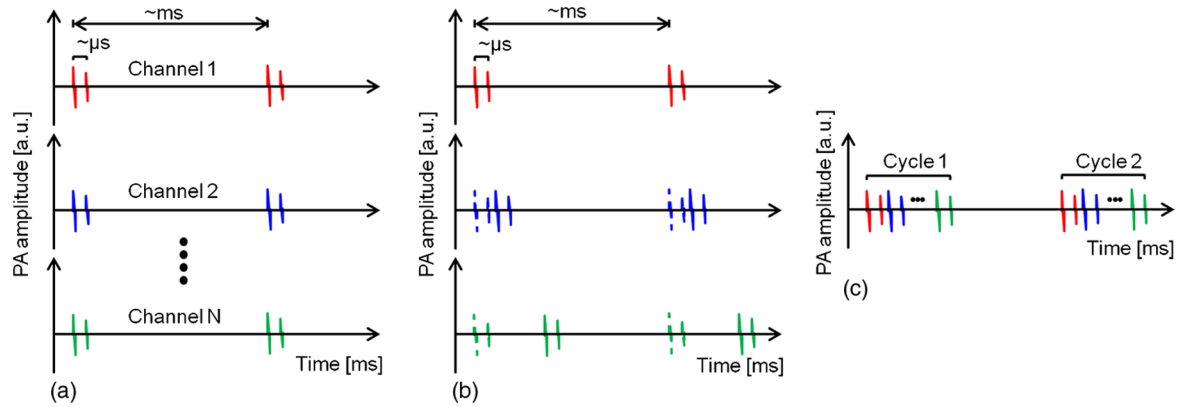 ~ms
~µs
Channel 1
Channel 2
Channel N
PA amplitude [a.u.]
Time [ms]
(a)
~ms
~µs
PA amplitude [a.u.]
Time [ms]
(b)
Cycle 1
Cycle 2
PA amplitude [a.u.]
Time [ms]
(c)